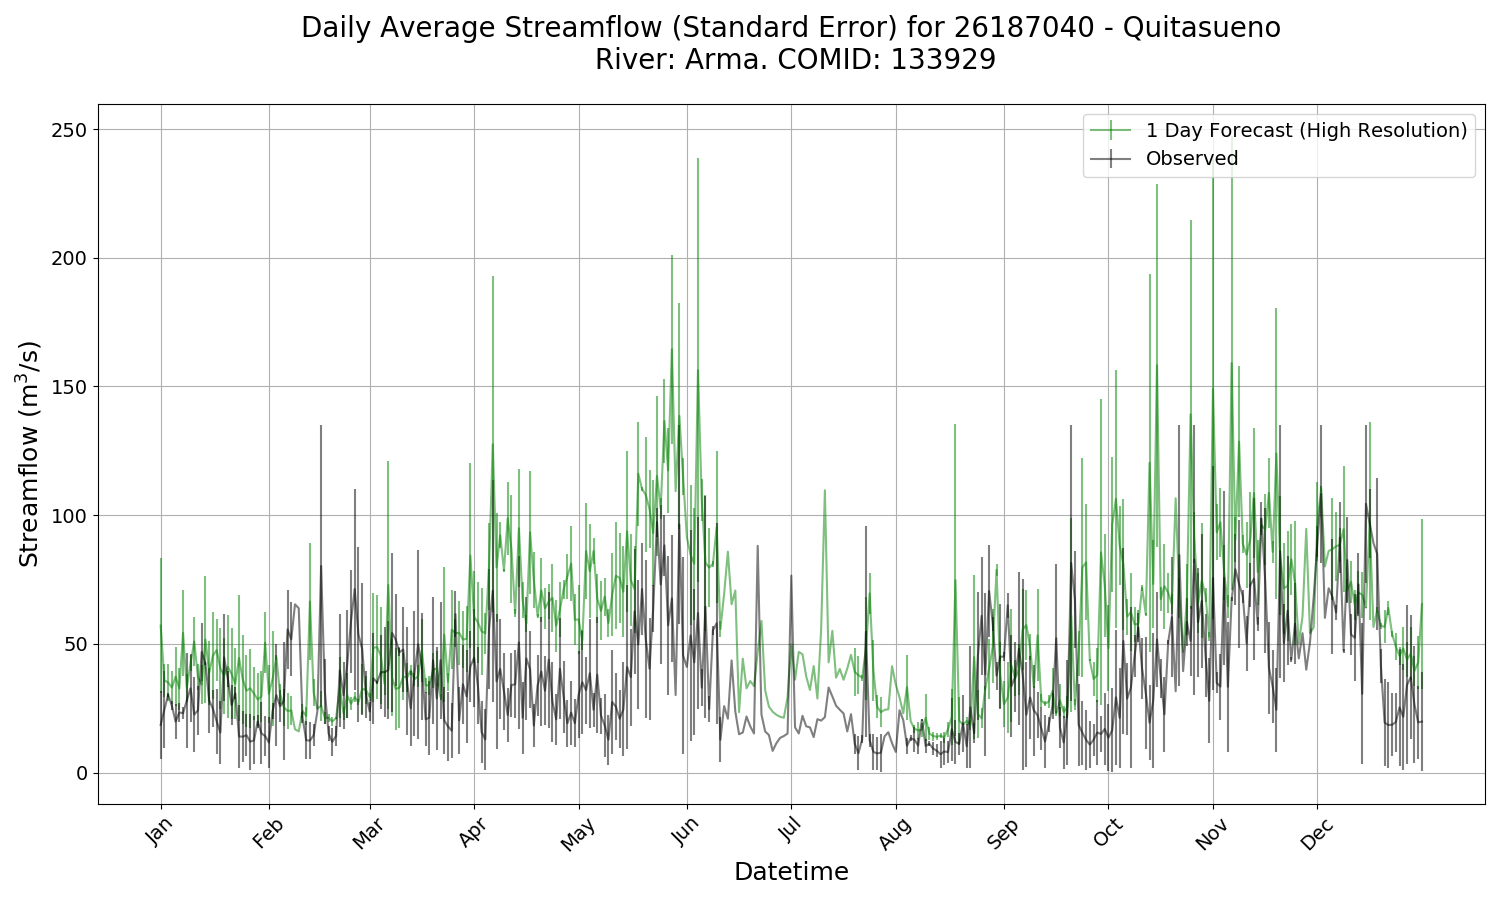 Daily Average Streamflow (Standard Error) for 26187040 - Quitasueno
River: Arma. COMID: 133929
1 Day Forecast (High Resolution)
Observed
Streamflow (m³/s)
250
200
150
100
50
0
Jan Feb Mar Apr May Jun Jul Aug Sep Oct Nov Dec
Datetime